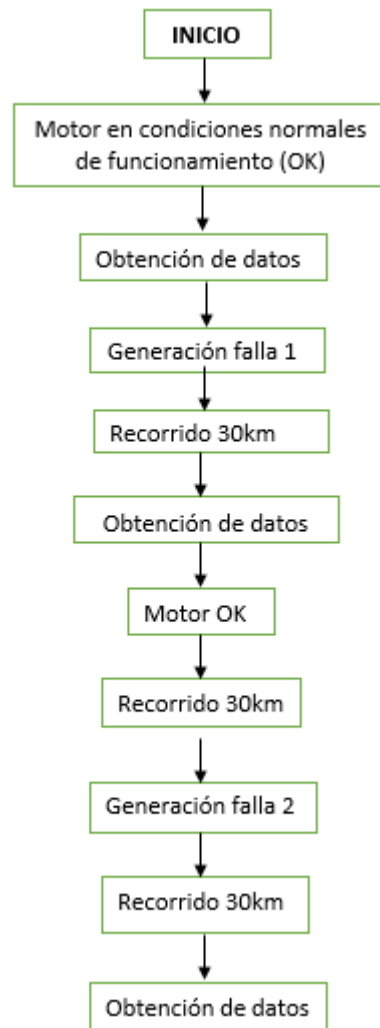 INICIO
Motor en condiciones normales
de funcionamiento (OK)
Obtención de datos
Generación falla 1
Recorrido 30km
Obtención de datos
Motor OK
Recorrido 30km
Generación falla 2
Recorrido 30km
Obtención de datos